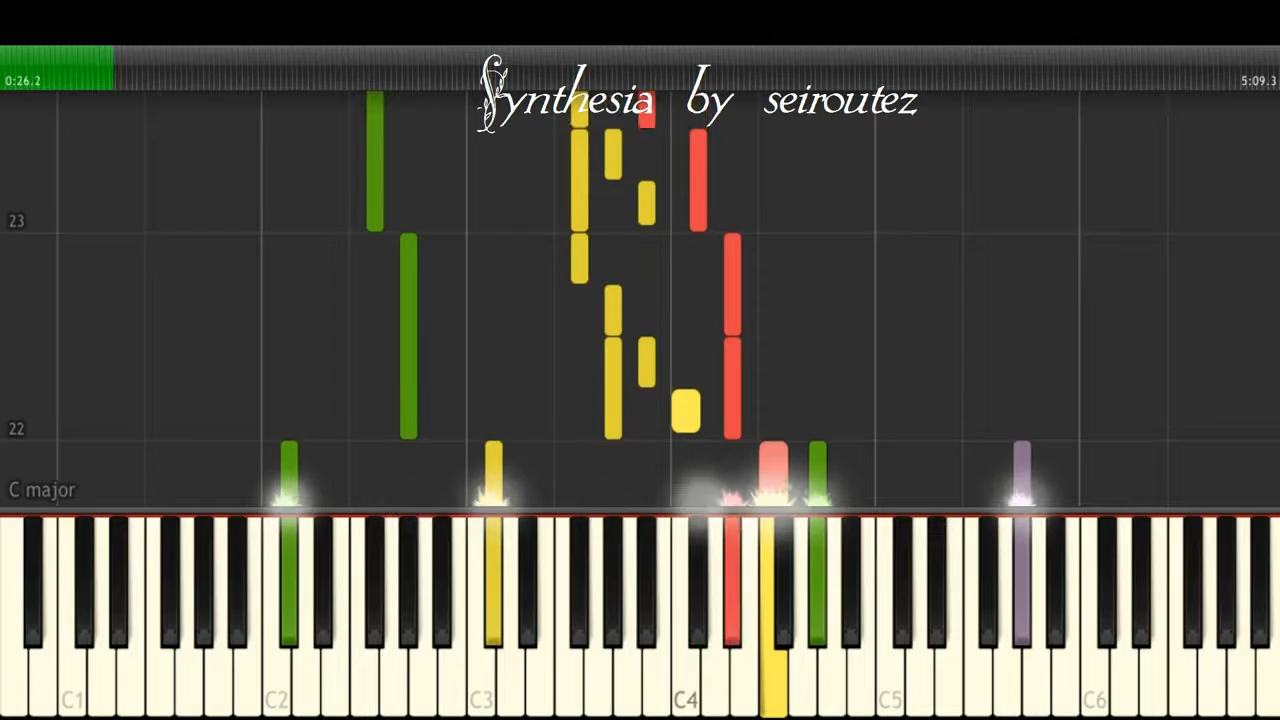 Synthesia by seiroutez
0:26.2 5:09.3
23
22
C major
C1 C2 C3 C4 C5 C6